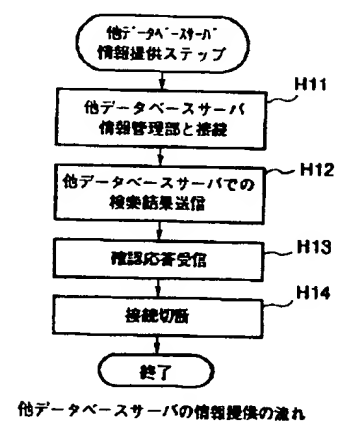 他ﾃﾞｰﾀﾍﾞｰｽｻｰﾊﾞ
情報提供ステップ
H11
他データベースサーバ
情報管理部と接続
H12
他データベースサーバでの
検索結果送信
H13
確認応答受信
H14
接続切断
終了
他データベースサーバの情報提供の流れ